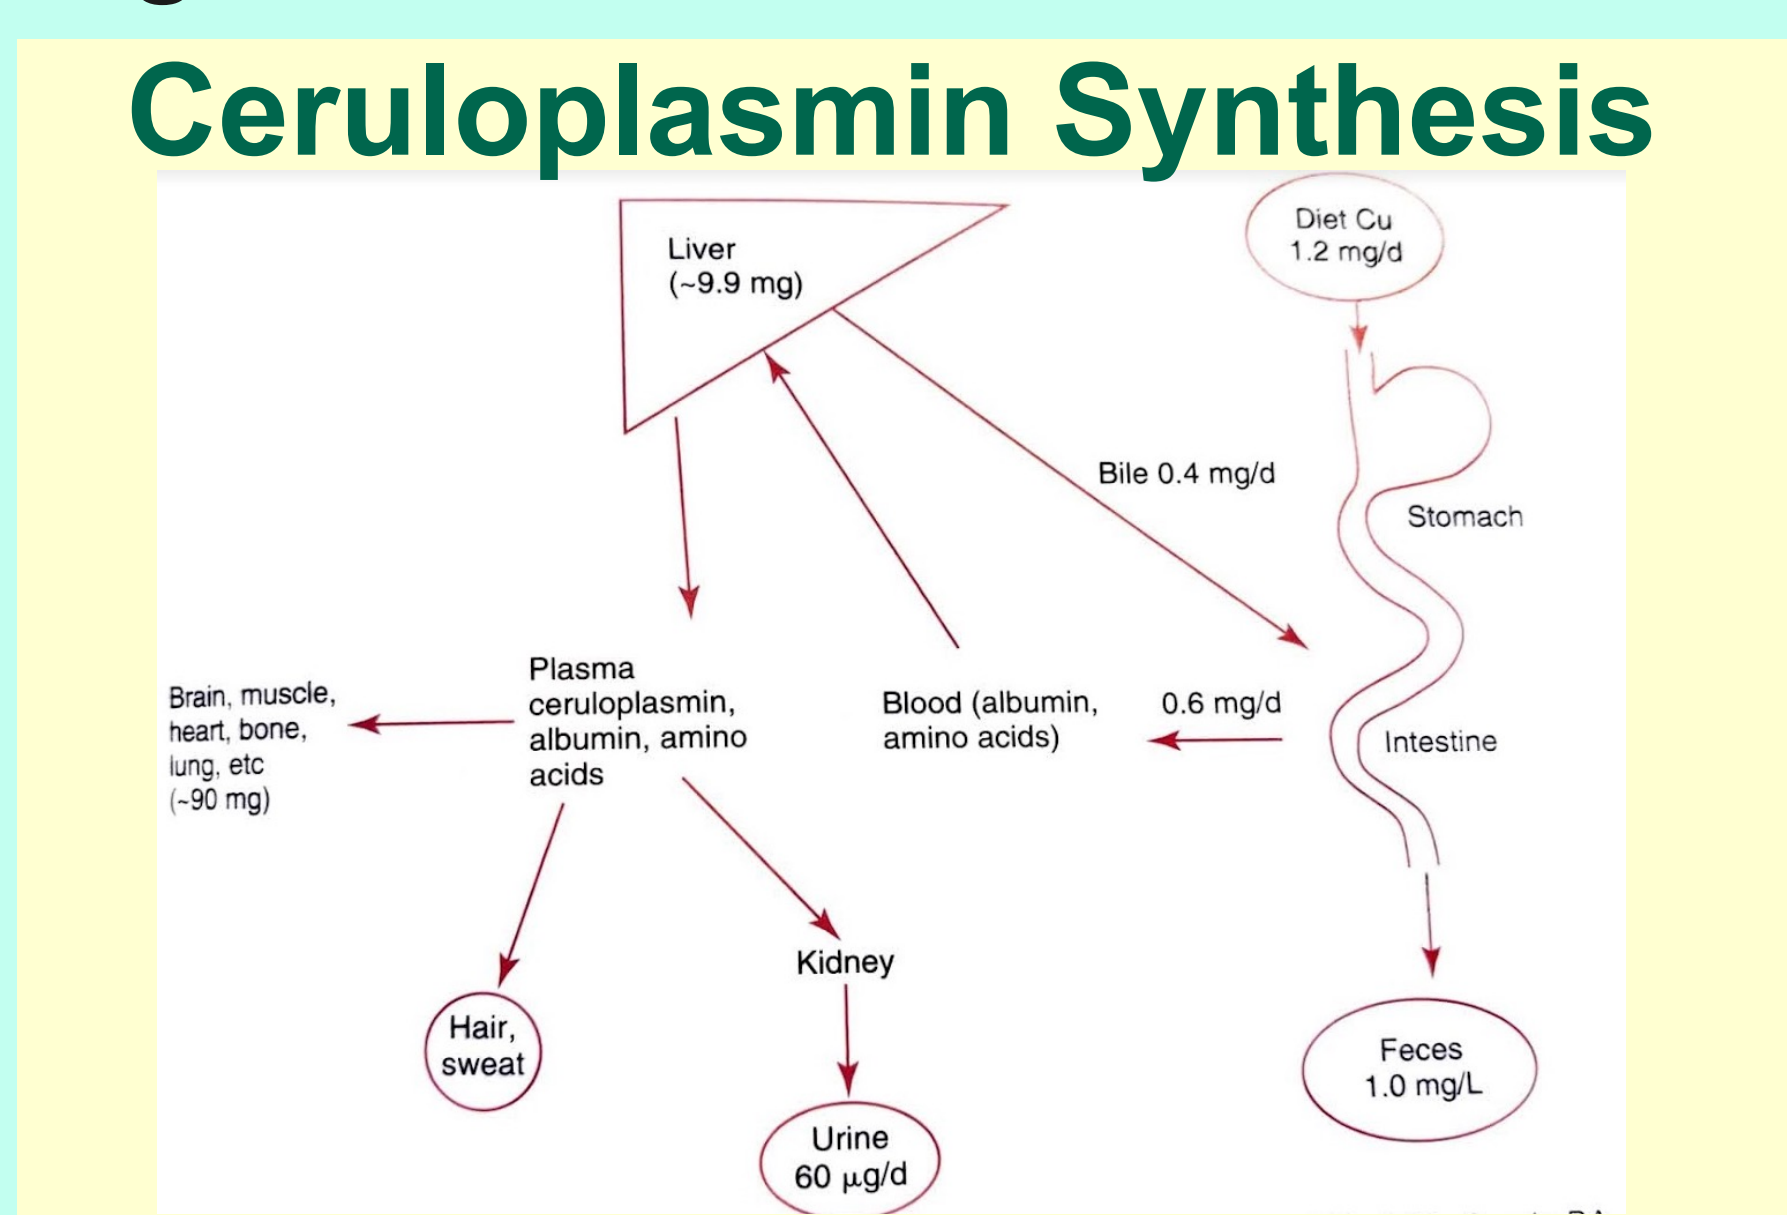 Ceruloplasmin Synthesis
Liver
(~9.9 mg)
Diet Cu
1.2 mg/d
Bile 0.4 mg/d
Stomach
Brain, muscle,
heart, bone,
lung, etc
(~90 mg)
Plasma
ceruloplasmin,
albumin, amino
acids
Blood (albumin,
amino acids)
0.6 mg/d
Intestine
Kidney
Hair,
sweat
Feces
1.0 mg/L
Urine
60 μg/d